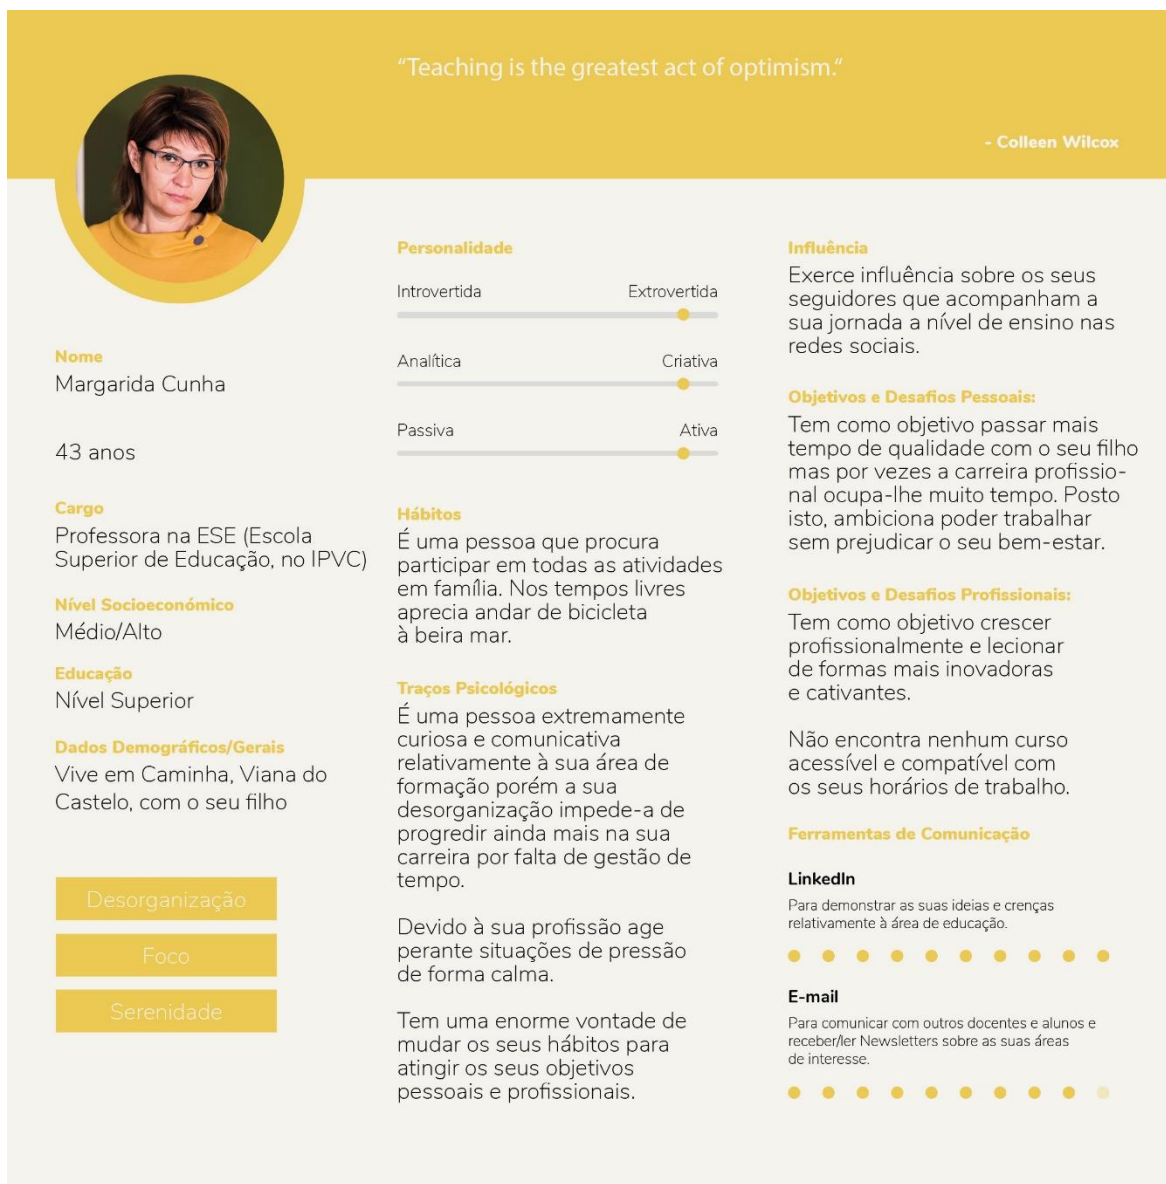 “Teaching is the greatest act of optimism.“
- Colleen Wilcox
Nome
Margarida Cunha
43 anos
Cargo
Professora na ESE (Escola
Superior de Educação, no IPVC)
Nível Socioeconómico
Médio/Alto
Educação
Nível Superior
Dados Demográficos/Gerais
Vive em Caminha, Viana do
Castelo, com o seu filho
Desorganização
Foco
Serenidade
Personalidade
Introvertida Extrovertida
Analítica Criativa
Passiva Ativa
Hábitos
É uma pessoa que procura
participar em todas as atividades
em família. Nos tempos livres
aprecia andar de bicicleta
à beira mar.
Traços Psicológicos
É uma pessoa extremamente
curiosa e comunicativa
relativamente à sua área de
formação porém a sua
desorganização impede-a de
progredir ainda mais na sua
carreira por falta de gestão de
tempo.
Devido à sua profissão age
perante situações de pressão
de forma calma.
Tem uma enorme vontade de
mudar os seus hábitos para
atingir os seus objetivos
pessoais e profissionais.
Influência
Exerce influência sobre os seus
seguidores que acompanham a
sua jornada a nível de ensino nas
redes sociais.
Objetivos e Desafios Pessoais:
Tem como objetivo passar mais
tempo de qualidade com o seu filho
mas por vezes a carreira profissio-
nal ocupa-lhe muito tempo. Posto
isto, ambiciona poder trabalhar
sem prejudicar o seu bem-estar.
Objetivos e Desafios Profissionais:
Tem como objetivo crescer
profissionalmente e lecionar
de formas mais inovadoras
e cativantes.
Não encontra nenhum curso
acessível e compatível com
os seus horários de trabalho.
Ferramentas de Comunicação
LinkedIn
Para demonstrar as suas ideias e crenças
relativamente à área de educação.
E-mail
Para comunicar com outros docentes e alunos e
receber/ler Newsletters sobre as suas áreas
de interesse.